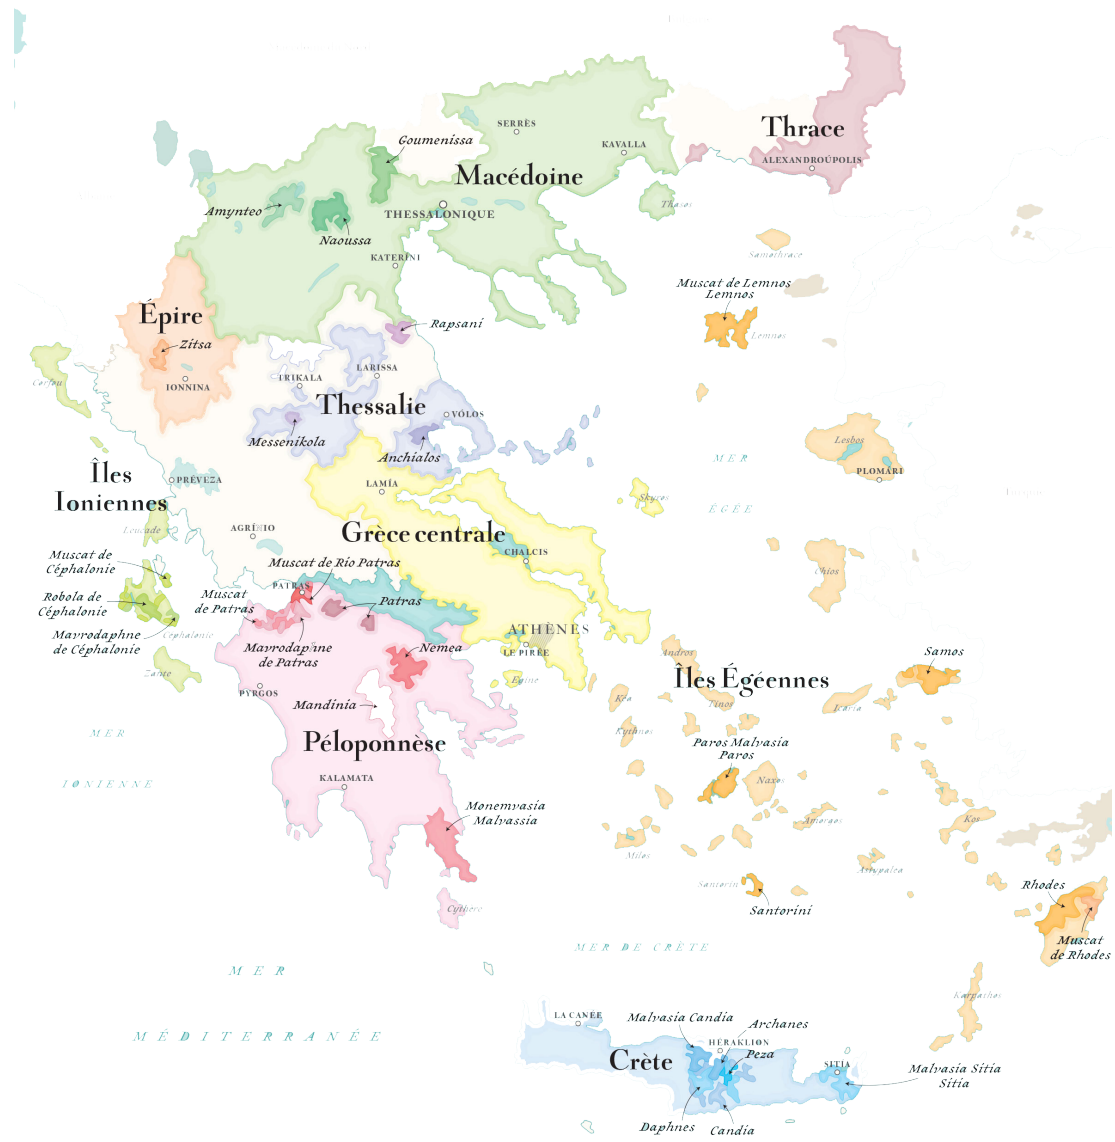 Thrace
SERRÈS
Goumenissa
KAVALLA
ALEXANDROÚPOLIS
Macédoine
Amynteo
THESSALONIQUE
Thasos
Naoussa
KATERÍNI
Samothrace
Muscat de Lemnos
Lemnos
Épire
Rapsani
Lemnos
Zitsa
IONNINA
TRIKALA
LARISSA
Corfou
Thessalie
VÓLOS
Messenikola
Anchialos
Lesbos
PLOMÁRI
MER
ÉGÉE
Îles
Ioniennes
PRÉVEZA
LAMÍA
Skyros
Leucade
AGRÍNIO
Grèce centrale
CHALCIS
Muscat de
Céphalonie
Muscat de Río Patras
Chios
PATRAS
Robola de
Céphalonie
Muscat
de Patras
Patras
Mavrodaphne
de Céphalonie
Céphalonie
Mavrodaphne
de Patras
Nemea
ATHÈNES
LE PIRÉE
Andros
Samos
Zante
Egine
Îles Égéennes
PYRGOS
Mandinia
Kéa
Tinos
Icaria
MER
IONIENNE
Kythnos
Péloponnèse
Paros Malvasia
Paros
KALAMATA
Naxos
Monemvasia
Malvassia
Amorgos
Kos
Milos
Astypalea
Santorin
Santorini
Rhodes
Cythère
Muscat
de Rhodes
MER DE CRÈTE
MER
MÉDITERRANÉE
Karpathos
LA CANÉE
Malvasia Candia
Archanes
HÉRAKLION
Peza
Crète
SITIA
Malvasia Sitia
Sitia
Daphnes
Candia